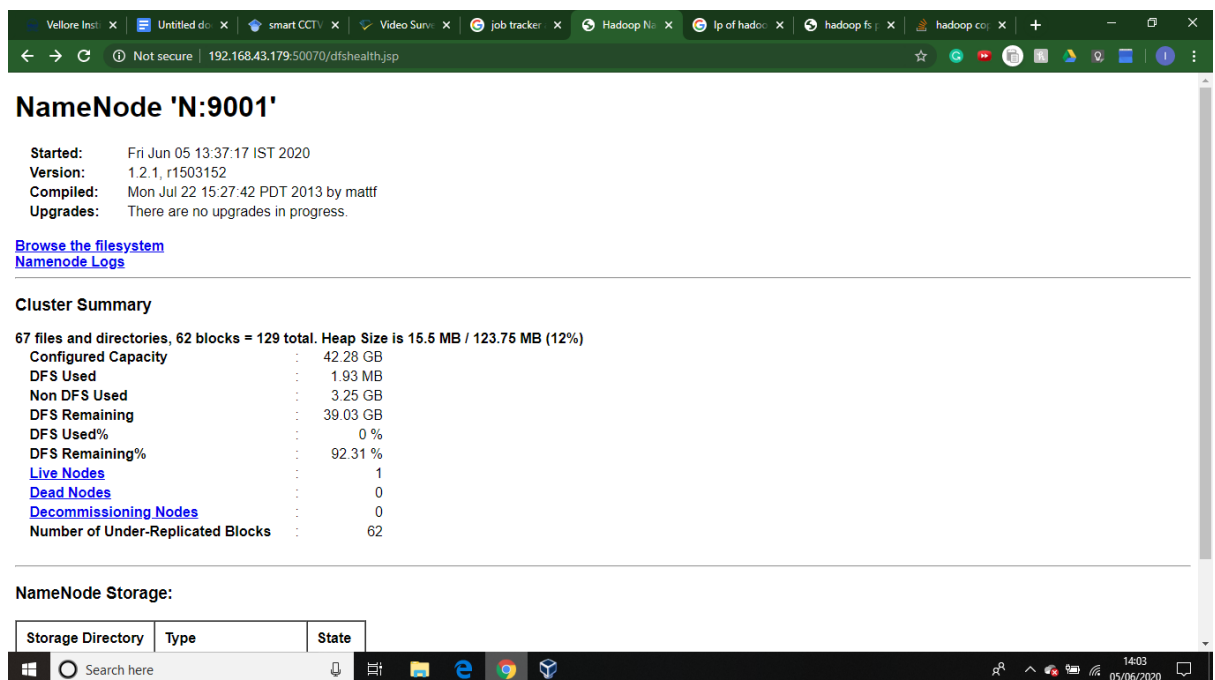 Vellore Inst
Untitled do
smart CCTV
Video Surve
job tracker
Hadoop Na
Ip of hadoo
hadoop fs p
hadoop cop
Not secure | 192.168.43.179:50070/dfshealth.jsp
NameNode 'N:9001'
Started: Fri Jun 05 13:37:17 IST 2020
Version: 1.2.1, r1503152
Compiled: Mon Jul 22 15:27:42 PDT 2013 by mattf
Upgrades: There are no upgrades in progress.
Browse the filesystem
Namenode Logs
Cluster Summary
67 files and directories, 62 blocks = 129 total. Heap Size is 15.5 MB / 123.75 MB (12%)
Configured Capacity : 42.28 GB
DFS Used : 1.93 MB
Non DFS Used : 3.25 GB
DFS Remaining : 39.03 GB
DFS Used% : 0 %
DFS Remaining% : 92.31 %
Live Nodes : 1
Dead Nodes : 0
Decommissioning Nodes : 0
Number of Under-Replicated Blocks : 62
NameNode Storage:
Storage Directory Type State
Search here
14:03
05/06/2020